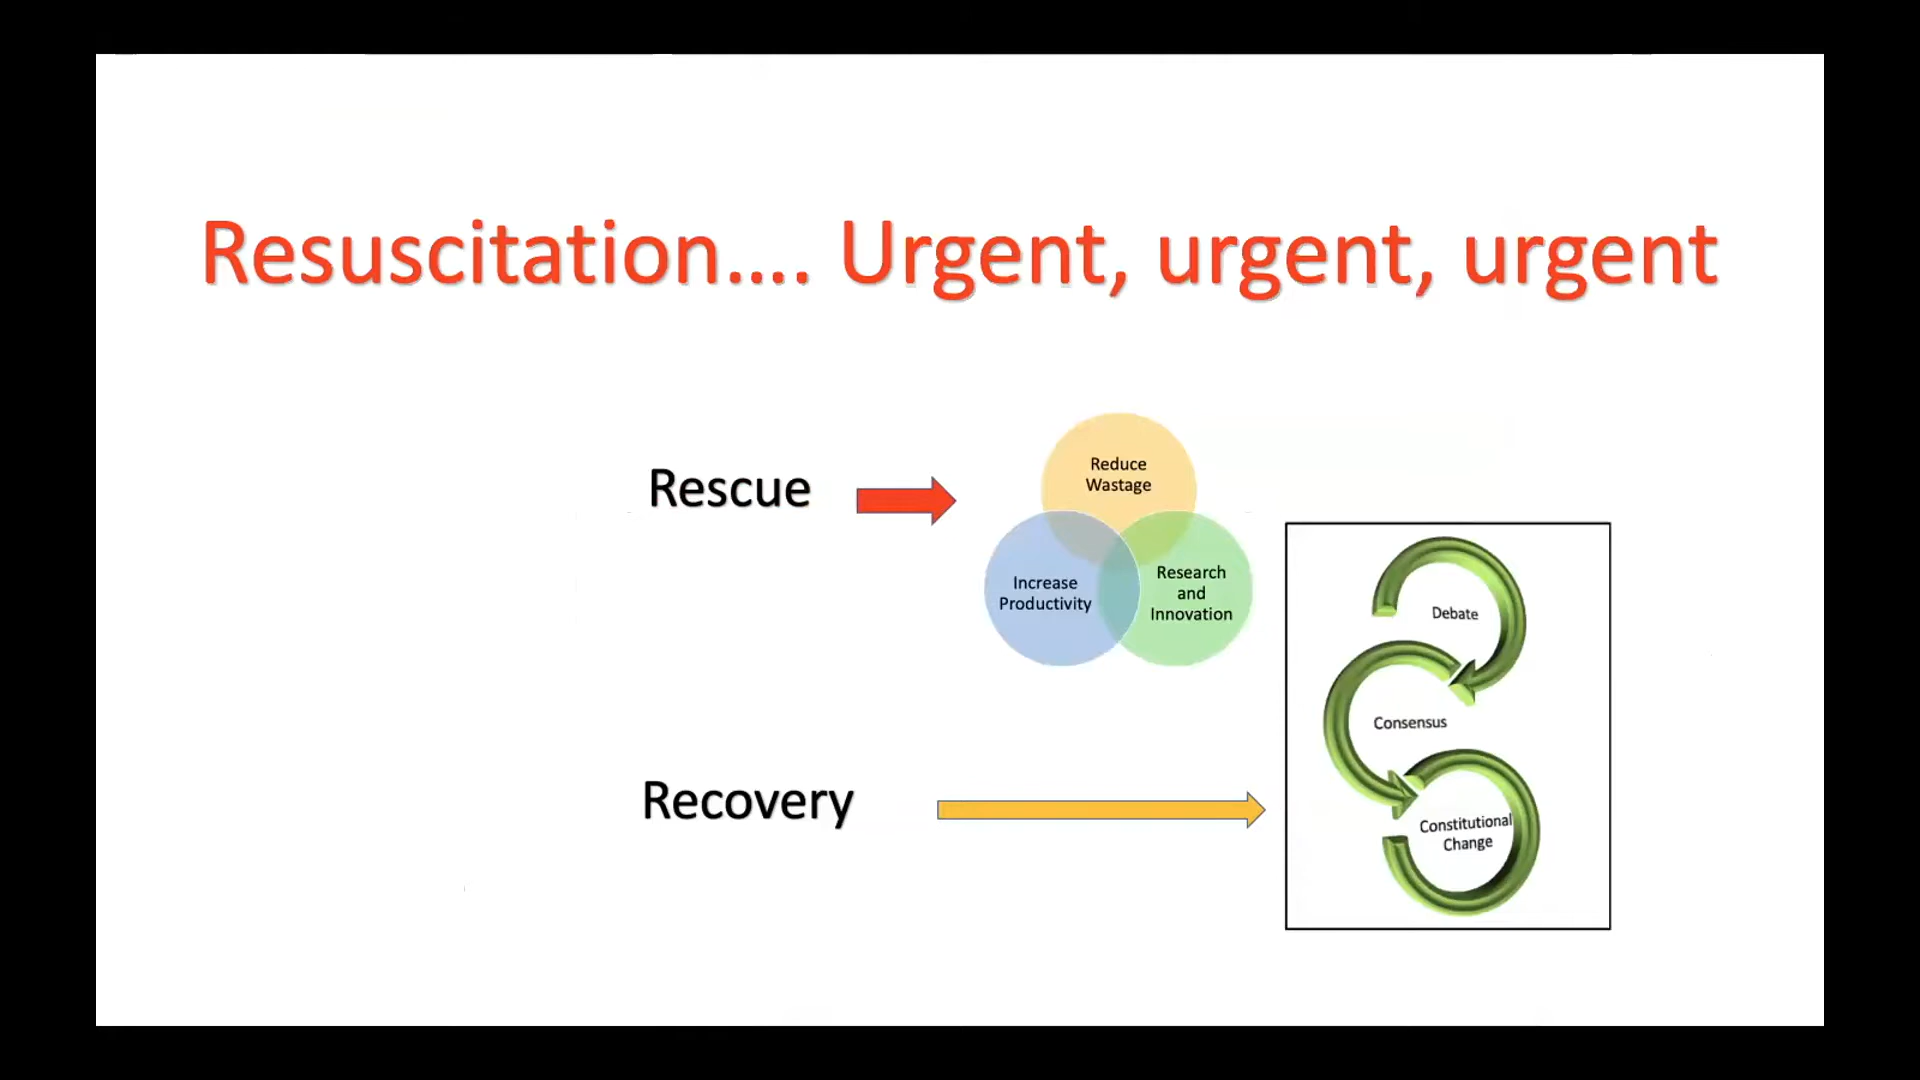 Resuscitation.... Urgent, urgent, urgent
Rescue
Reduce
Wastage
Increase
Productivity
Research
and
Innovation
Recovery
Debate
Consensus
Constitutional
Change